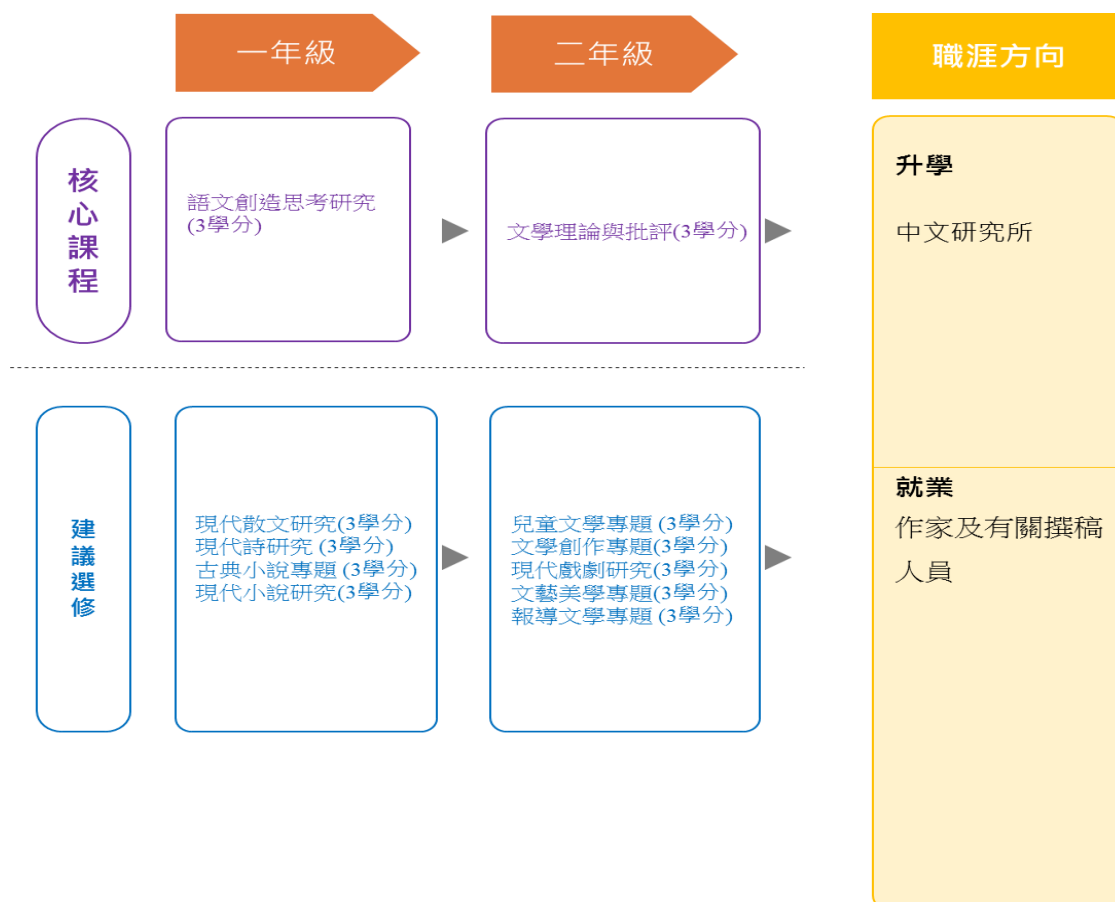 一年級
二年級
職涯方向
核心課程
語文創造思考研究
(3學分)
文學理論與批評(3學分)
升學
中文研究所
建議選修
現代散文研究(3學分)
現代詩研究 (3學分)
古典小說專題 (3學分)
現代小說研究(3學分)
兒童文學專題 (3學分)
文學創作專題(3學分)
現代戲劇研究(3學分)
文藝美學專題(3學分)
報導文學專題 (3學分)
就業
作家及有關撰稿
人員